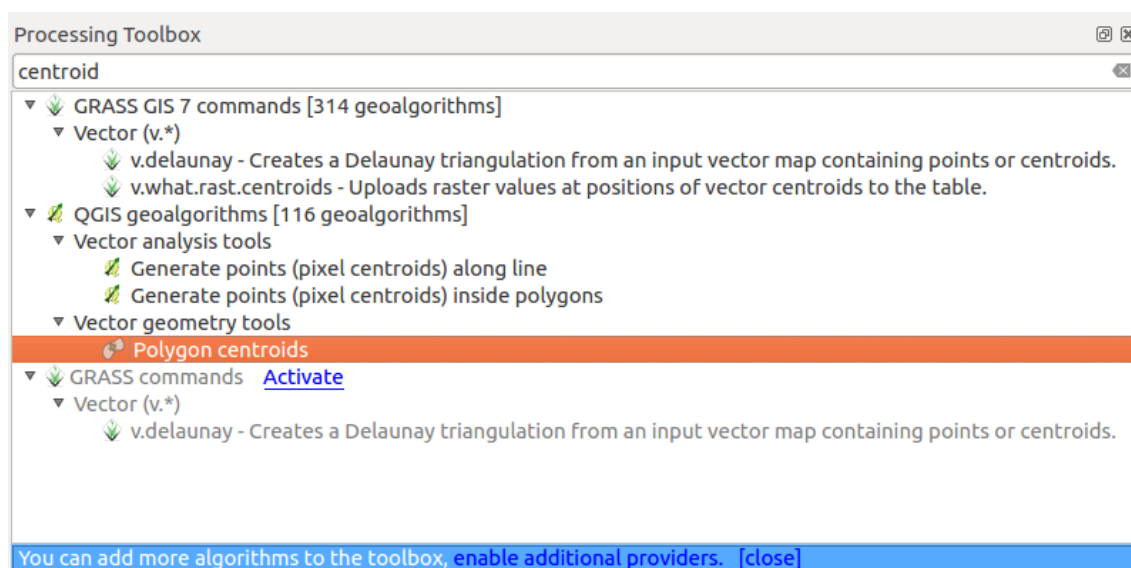 Processing Toolbox
centroid
GRASS GIS 7 commands [314 geoalgorithms]
Vector (v.*)
v.delaunay - Creates a Delaunay triangulation from an input vector map containing points or centroids.
v.what.rast.centroids - Uploads raster values at positions of vector centroids to the table.
QGIS geoalgorithms [116 geoalgorithms]
Vector analysis tools
Generate points (pixel centroids) along line
Generate points (pixel centroids) inside polygons
Vector geometry tools
Polygon centroids
GRASS commands Activate
Vector (v.*)
v.delaunay - Creates a Delaunay triangulation from an input vector map containing points or centroids.
You can add more algorithms to the toolbox, enable additional providers. [close]